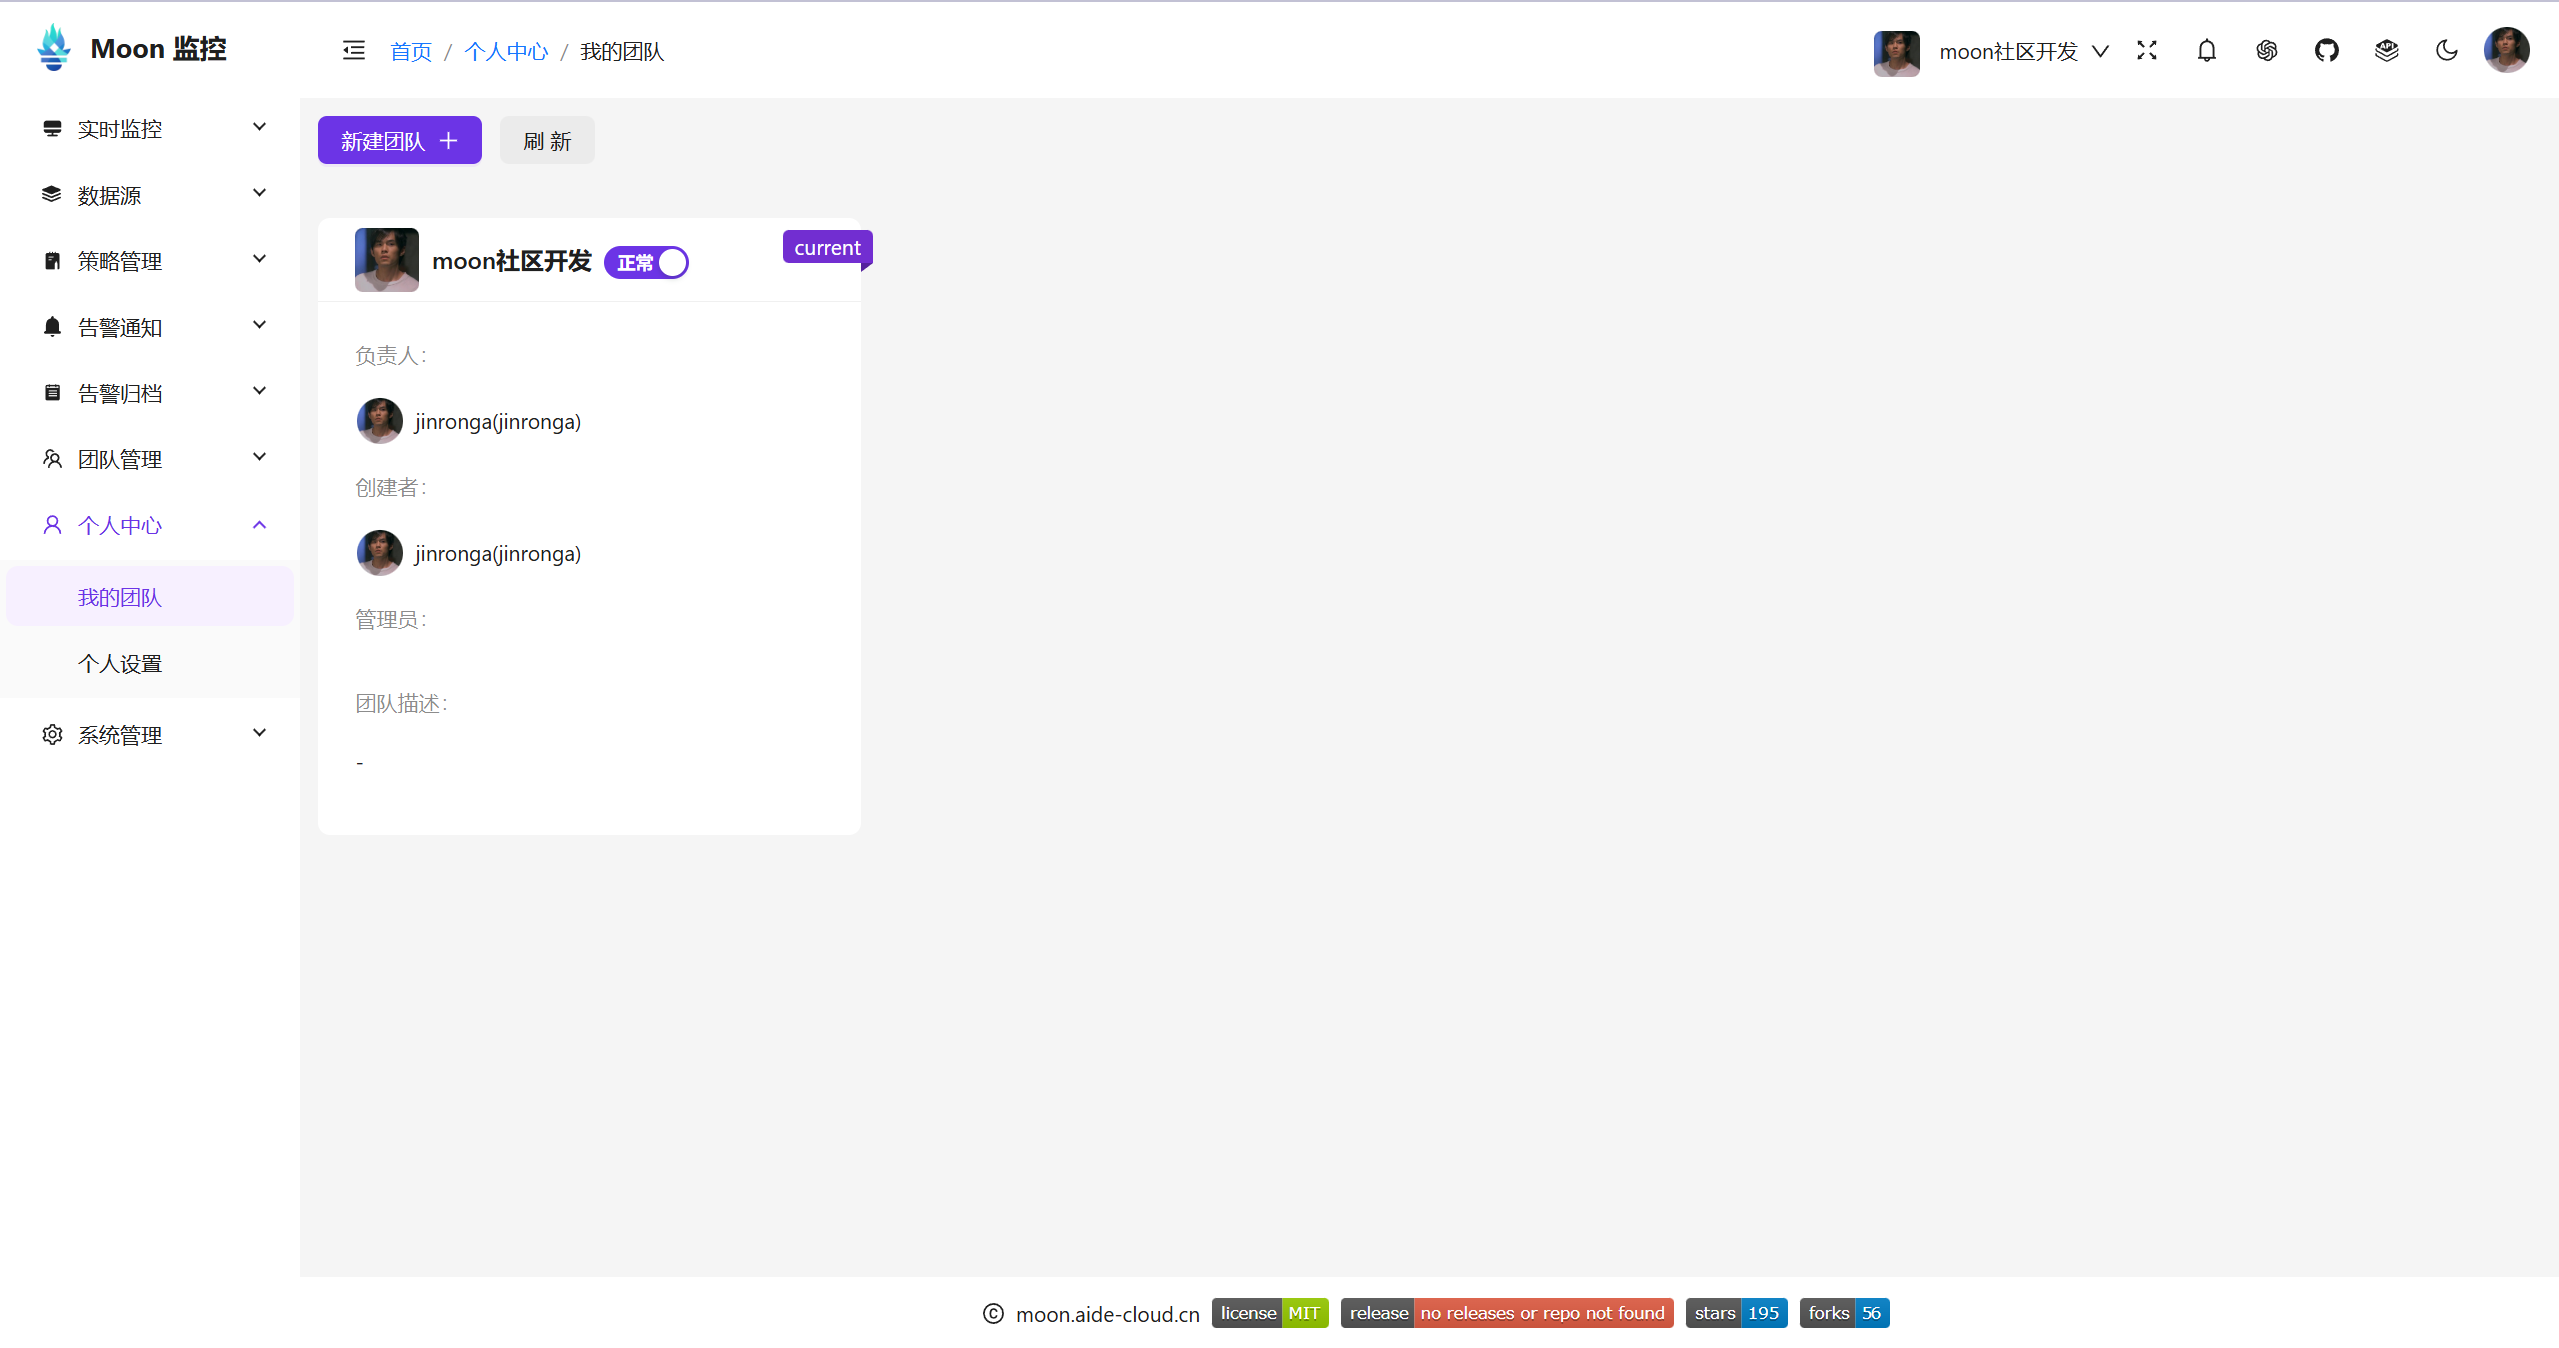 Moon 监控
首页 / 个人中心 / 我的团队
moon社区开发
实时监控
数据源
策略管理
告警通知
告警归档
团队管理
个人中心
我的团队
个人设置
系统管理
新建团队
刷 新
moon社区开发 正常
current
负责人:
jinronga(jinronga)
创建者:
jinronga(jinronga)
管理员:
团队描述:
-
© moon.aide-cloud.cn license MIT release no releases or repo not found stars 195 forks 56